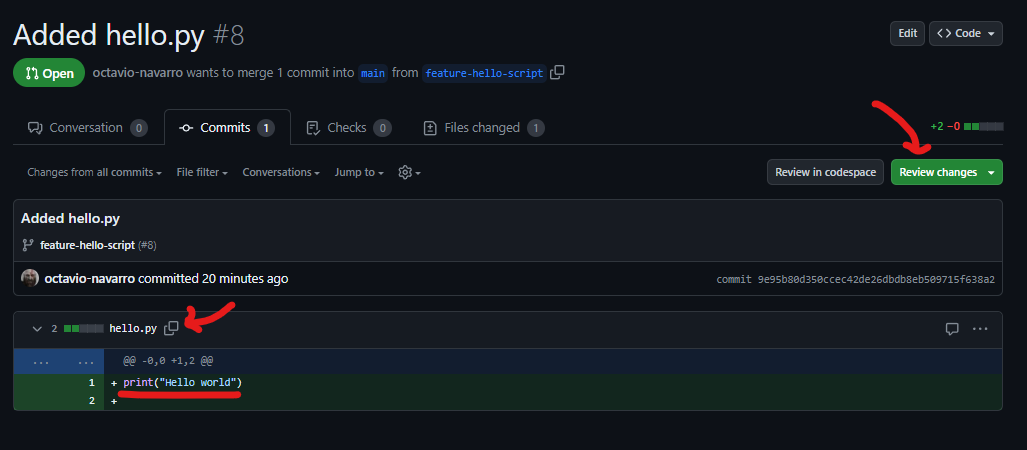 Added hello.py #8
Edit
<> Code
Open
octavio-navarro wants to merge 1 commit into main from feature-hello-script
Conversation 0
Commits 1
Checks 0
Files changed 1
+2 −0
Changes from all commits
File filter
Conversations
Jump to
Review in codespace
Review changes
Added hello.py
feature-hello-script (#8)
octavio-navarro committed 20 minutes ago
commit 9e95b80d350ccec42de26dbdb8eb509715f638a2
2 hello.py
... ... @@ -0,0 +1,2 @@
1 + print("Hello world")
2 +